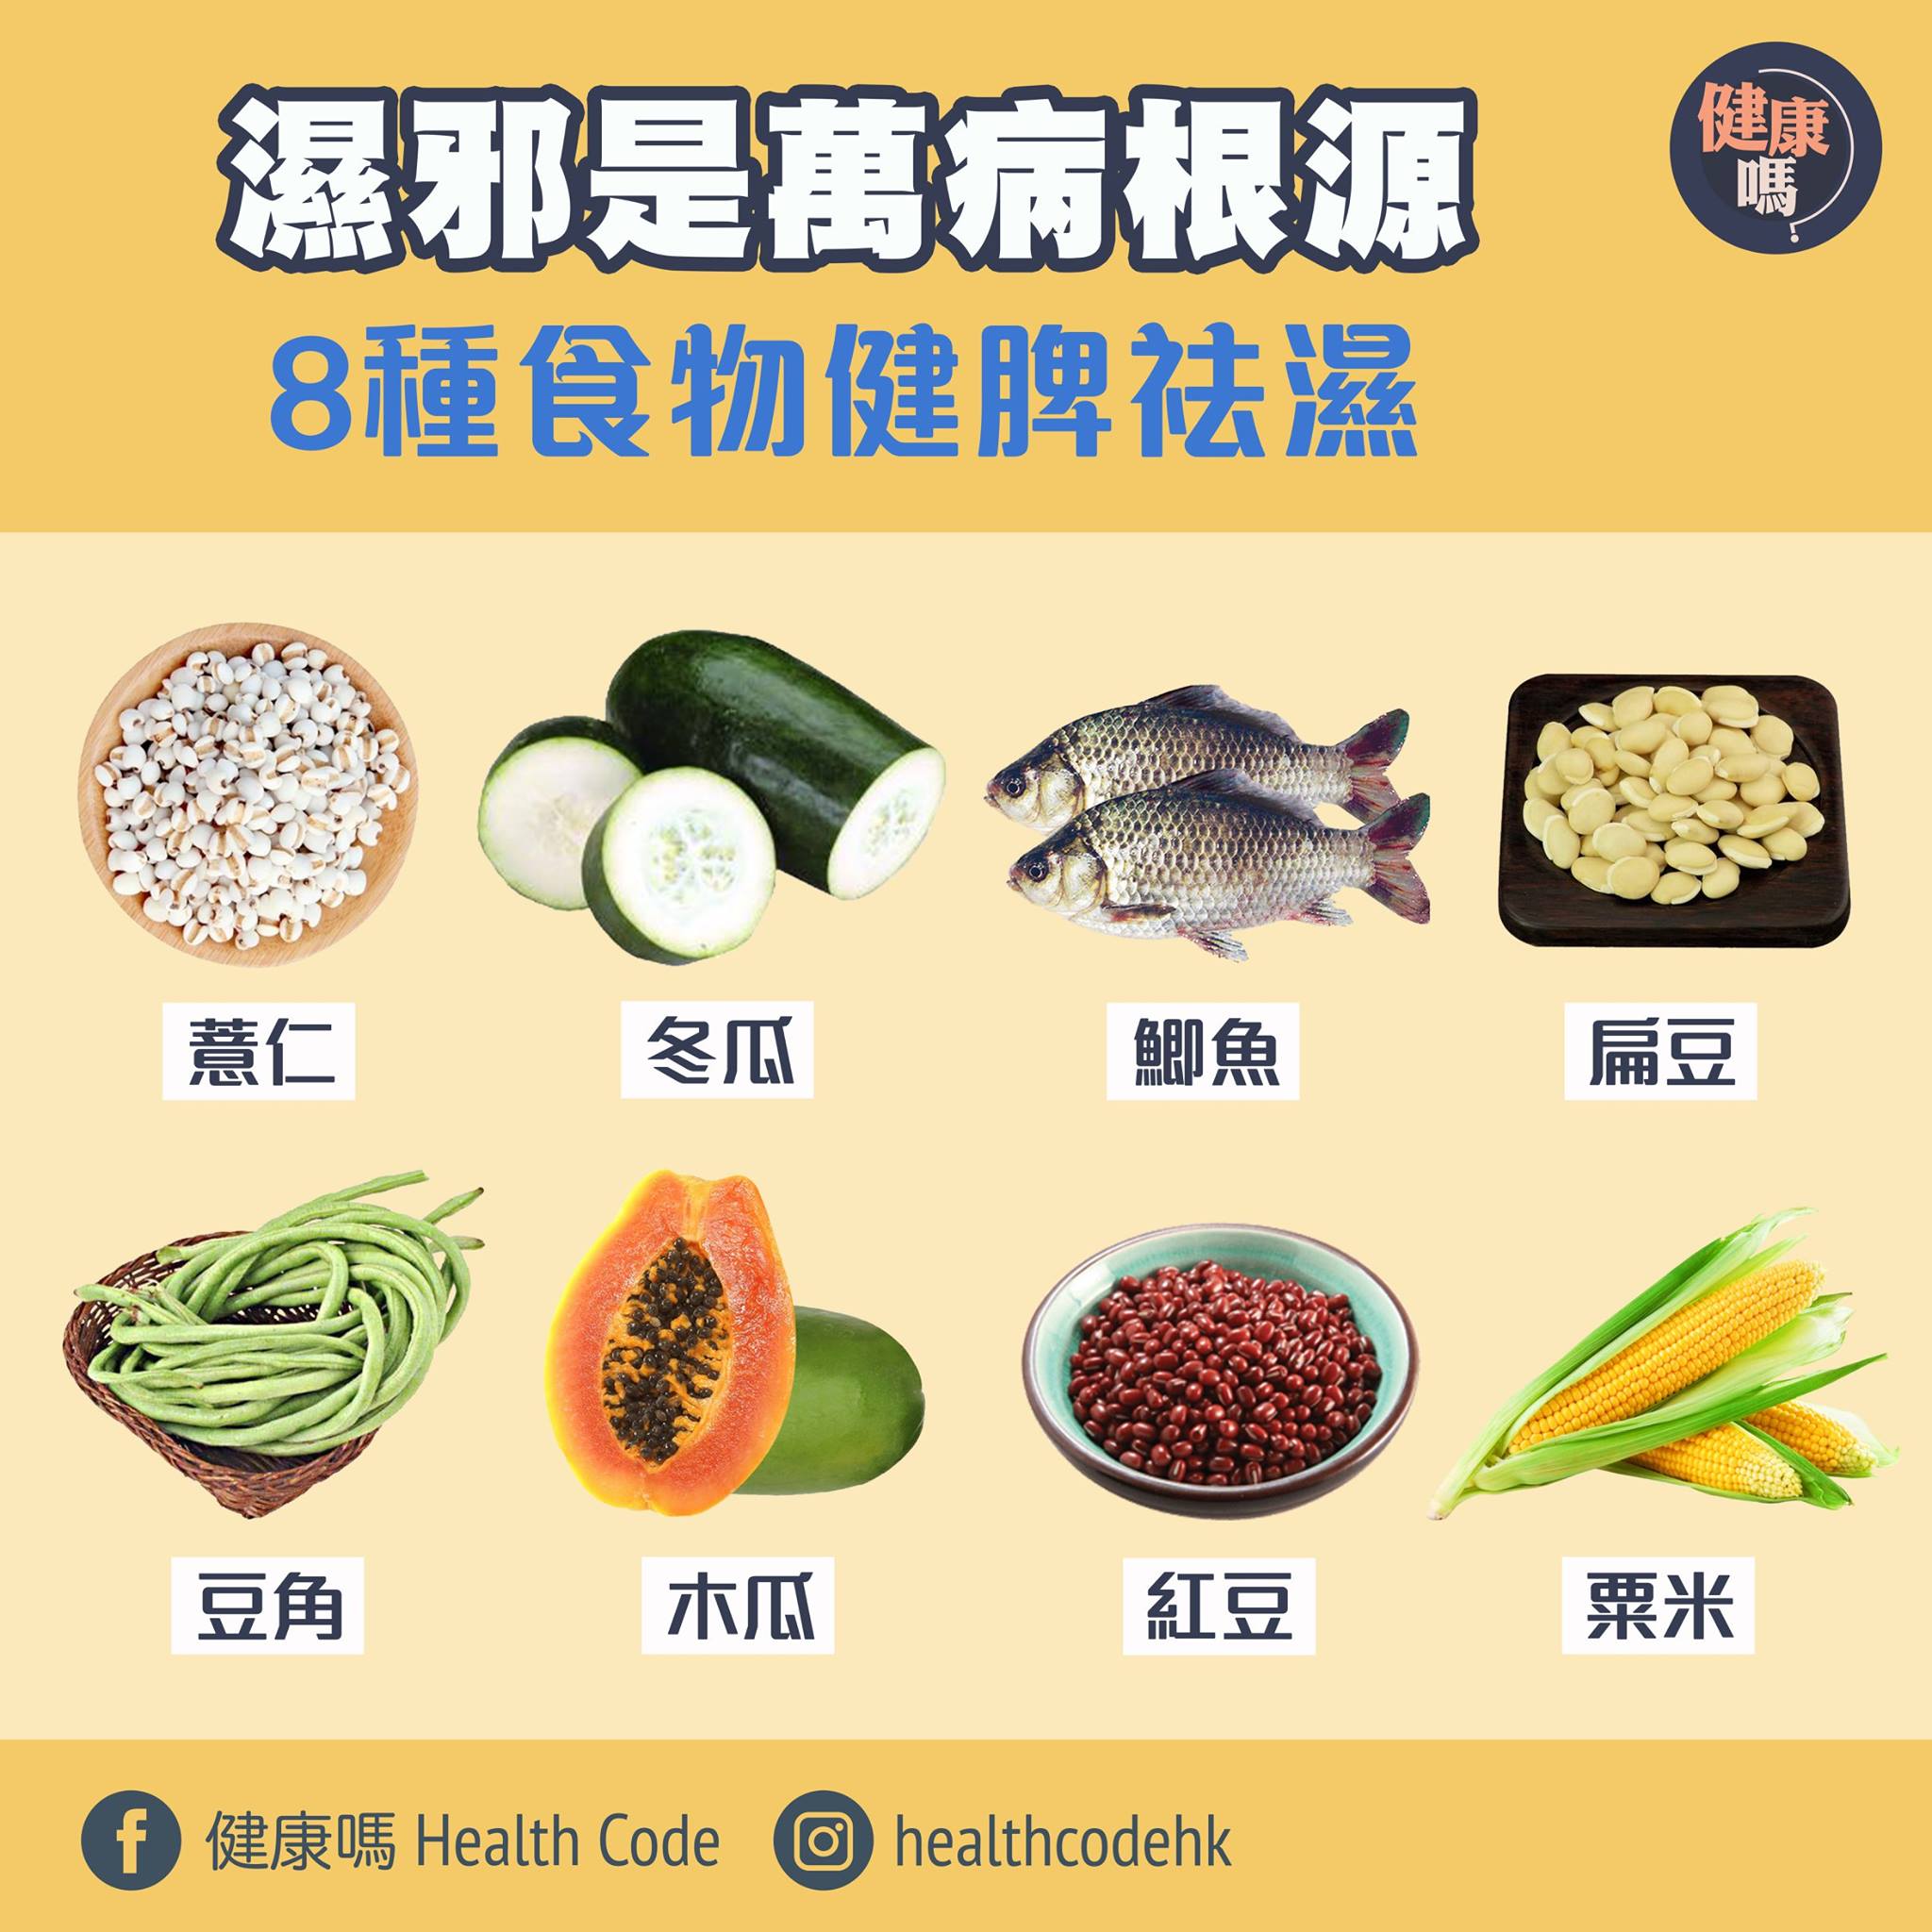 濕邪是萬病根源
健康
嗎?
8種食物健脾祛濕
薏仁
冬瓜
鯽魚
扁豆
豆角
木瓜
紅豆
粟米
健康嗎 Health Code
healthcodehk